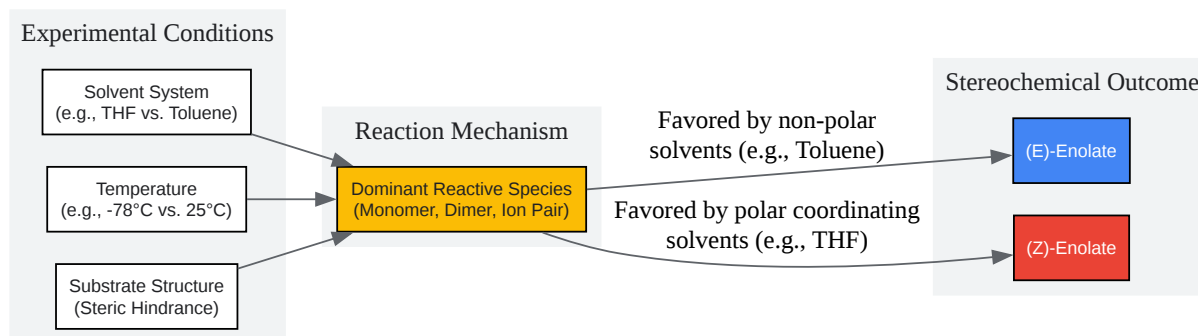 Experimental Conditions
Solvent System
(e.g., THF vs. Toluene)
Temperature
(e.g., -78°C vs. 25°C)
Substrate Structure
(Steric Hindrance)
Reaction Mechanism
Dominant Reactive Species
(Monomer, Dimer, Ion Pair)
Favored by non-polar
solvents (e.g., Toluene)
Favored by polar coordinating
solvents (e.g., THF)
Stereochemical Outcome
(E)-Enolate
(Z)-Enolate